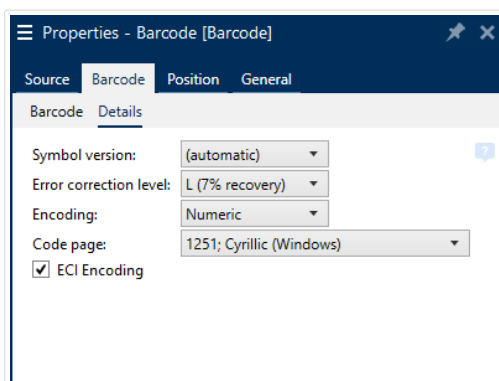 Properties - Barcode [Barcode]
Source Barcode Position General
Barcode Details
Symbol version: (automatic)
Error correction level: L (7% recovery)
Encoding: Numeric
Code page: 1251; Cyrillic (Windows)
ECI Encoding
?